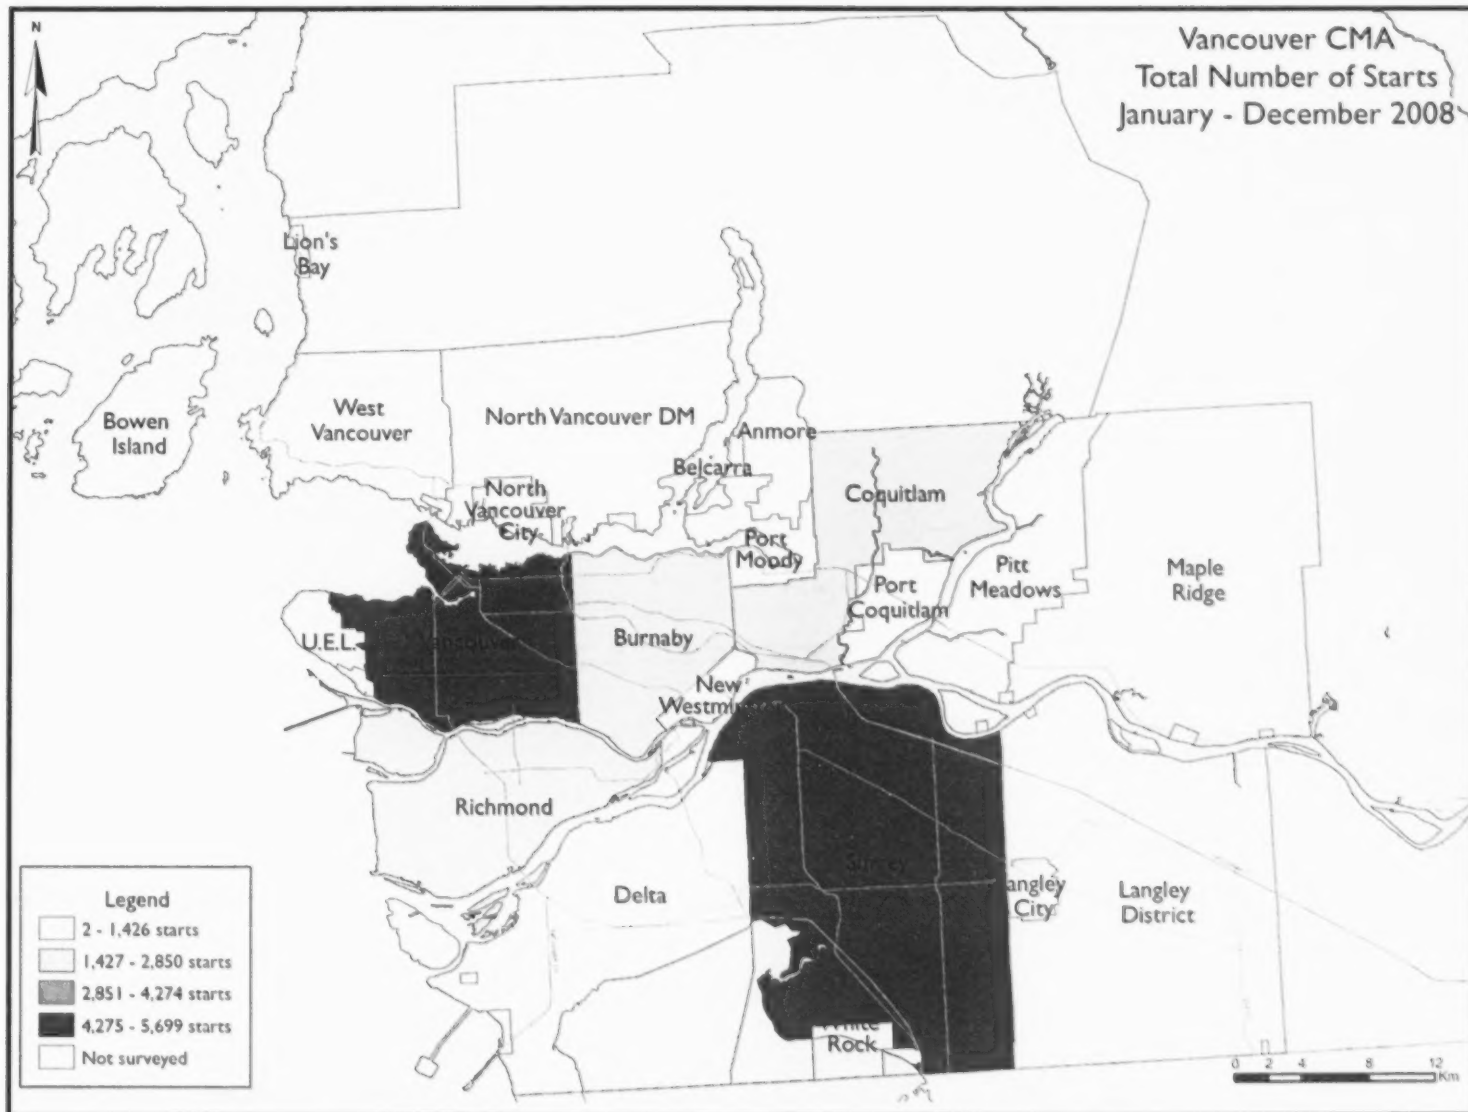 N
Vancouver CMA
Total Number of Starts
January - December 2008
Lion's
Bay
Bowen
Island
West
Vancouver
North Vancouver DM
Anmore
Belcarra
North
Vancouver
City
Coquitlam
Port
Moody
Pitt
Meadows
Maple
Ridge
Port
Coquitlam
U.E.L.
Vancouver
Burnaby
New
Westminster
Richmond
Surrey
Delta
Langley
City
Langley
District
White
Rock
Legend
2 - 1,426 starts
1,427 - 2,850 starts
2,851 - 4,274 starts
4,275 - 5,699 starts
Not surveyed
0 2 4 8 12
Km